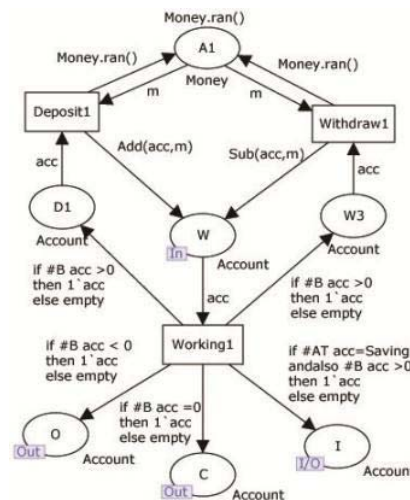 Money.ran()
A1
Money.ran()
Money.ran()
m
Money
m
Deposit1
Withdraw1
acc
Add(acc,m)
Sub(acc,m)
acc
D1
W
W3
Account
In
Account
Account
if #B acc >0
then 1`acc
else empty
acc
if #B acc >0
then 1`acc
else empty
if #B acc < 0
then 1`acc
else empty
Working1
if #AT acc=Saving
andalso #B acc >0
then 1`acc
else empty
if #B acc =0
then 1`acc
else empty
O
Out
Account
C
Out
Account
I
I/O
Account